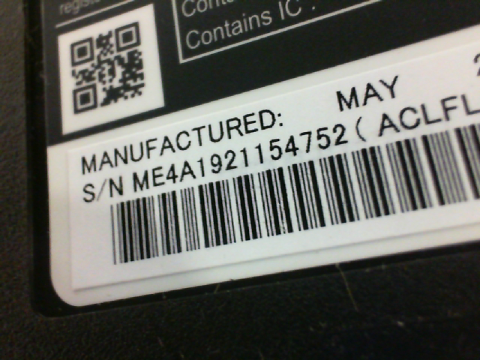 Contains IC :
MANUFACTURED: MAY
S/N ME4A1921154752 ( ACLFL